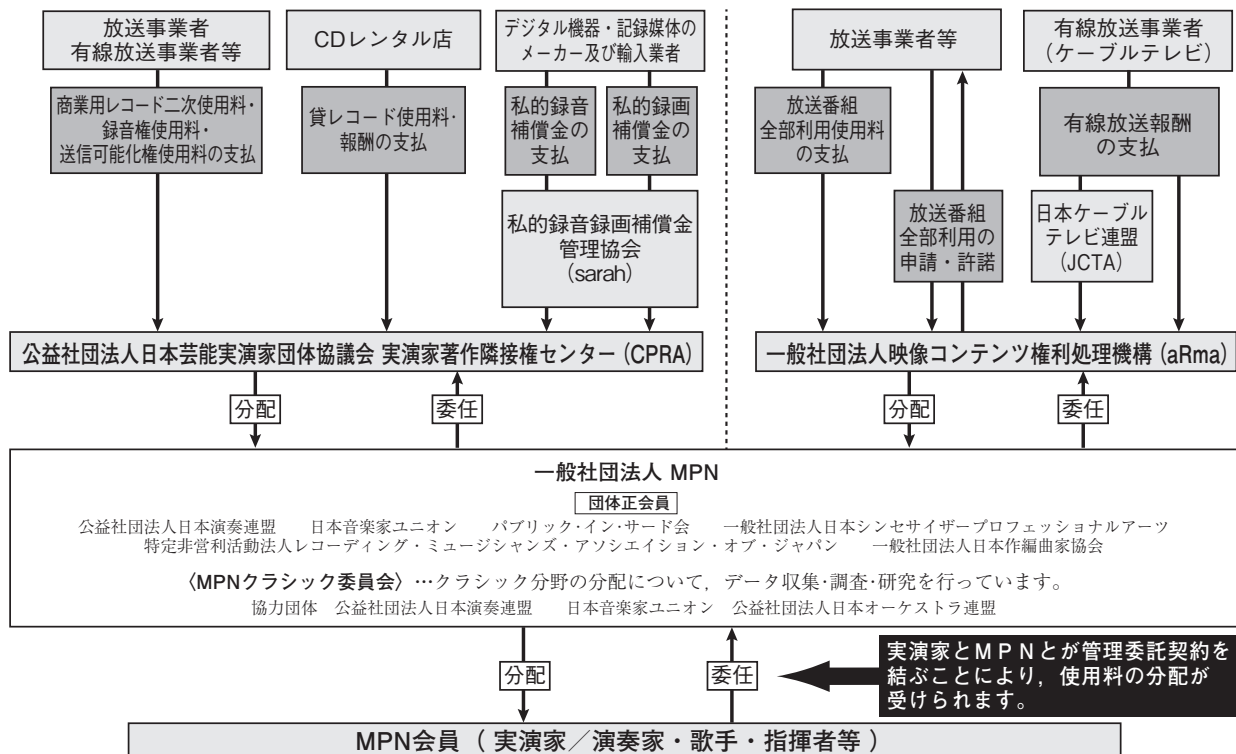 放送事業者
有線放送事業者等
CDレンタル店
デジタル機器・記録媒体の
メーカー及び輸入業者
放送事業者等
有線放送事業者
（ケーブルテレビ）
商業用レコード二次使用料・
録音権使用料・
送信可能化権使用料の支払
貸レコード使用料・
報酬の支払
私的録音
補償金の
支払
私的録画
補償金の
支払
放送番組
全部利用使用料
の支払
有線放送報酬
の支払
私的録音録画補償金
管理協会
(sarah)
放送番組
全部利用の
申請・許諾
日本ケーブル
テレビ連盟
(JCTA)
公益社団法人日本芸能実演家団体協議会 実演家著作隣接権センター (CPRA)
一般社団法人映像コンテンツ権利処理機構 (aRma)
分配
委任
分配
委任
一般社団法人 MPN
団体正会員
公益社団法人日本演奏連盟　日本音楽家ユニオン　パブリック・イン・サード会　一般社団法人日本シンセサイザープロフェッショナルアーツ
特定非営利活動法人レコーディング・ミュージシャンズ・アソシエイション・オブ・ジャパン　一般社団法人日本作編曲家協会
〈MPNクラシック委員会〉…クラシック分野の分配について，データ収集・調査・研究を行っています。
協力団体　公益社団法人日本演奏連盟　日本音楽家ユニオン　公益社団法人日本オーケストラ連盟
分配
委任
実演家とＭＰＮとが管理委託契約を
結ぶことにより，使用料の分配が
受けられます。
MPN会員（実演家／演奏家・歌手・指揮者等）